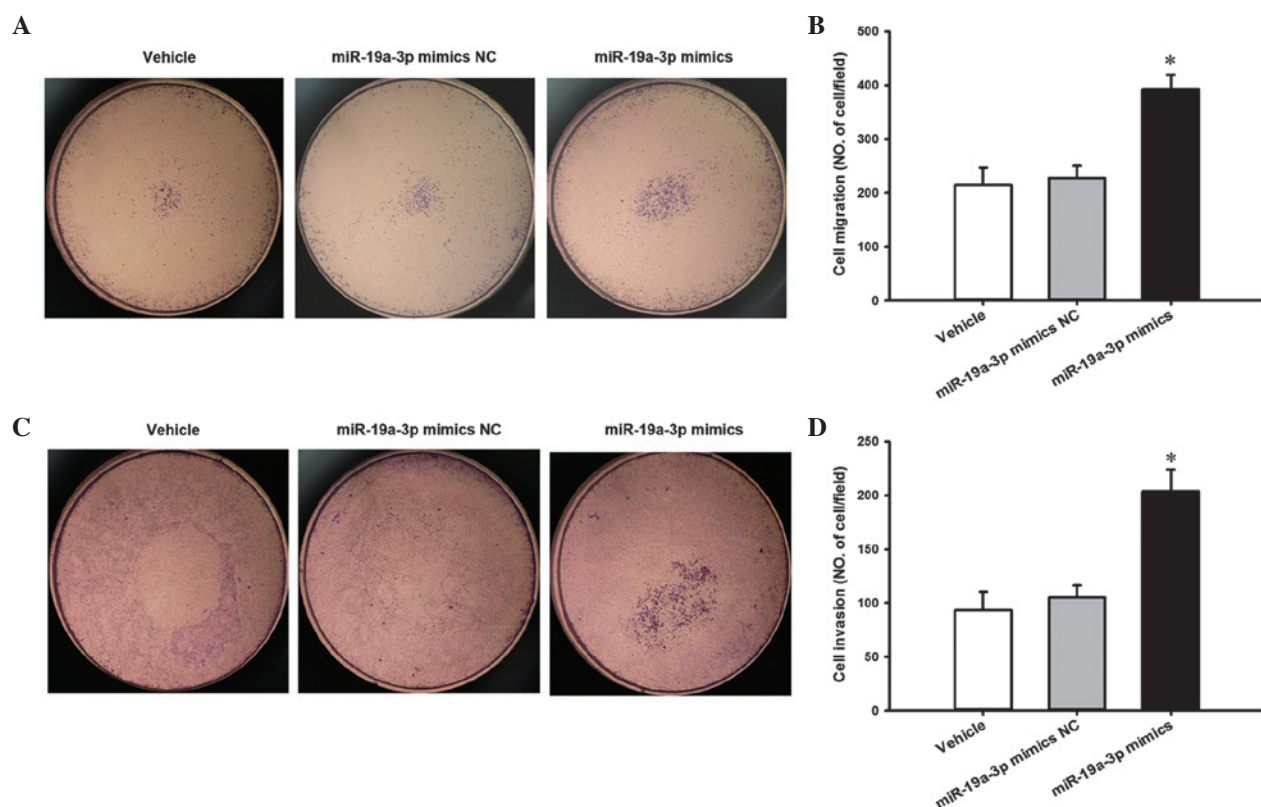 A
Vehicle
miR-19a-3p mimics NC
miR-19a-3p mimics
B
500
400
300
200
100
0
Cell migration (NO. of cell/field)
*
Vehicle
miR-19a-3p mimics NC
miR-19a-3p mimics
C
Vehicle
miR-19a-3p mimics NC
miR-19a-3p mimics
D
250
200
150
100
50
0
Cell invasion (NO. of cell/field)
*
Vehicle
miR-19a-3p mimics NC
miR-19a-3p mimics